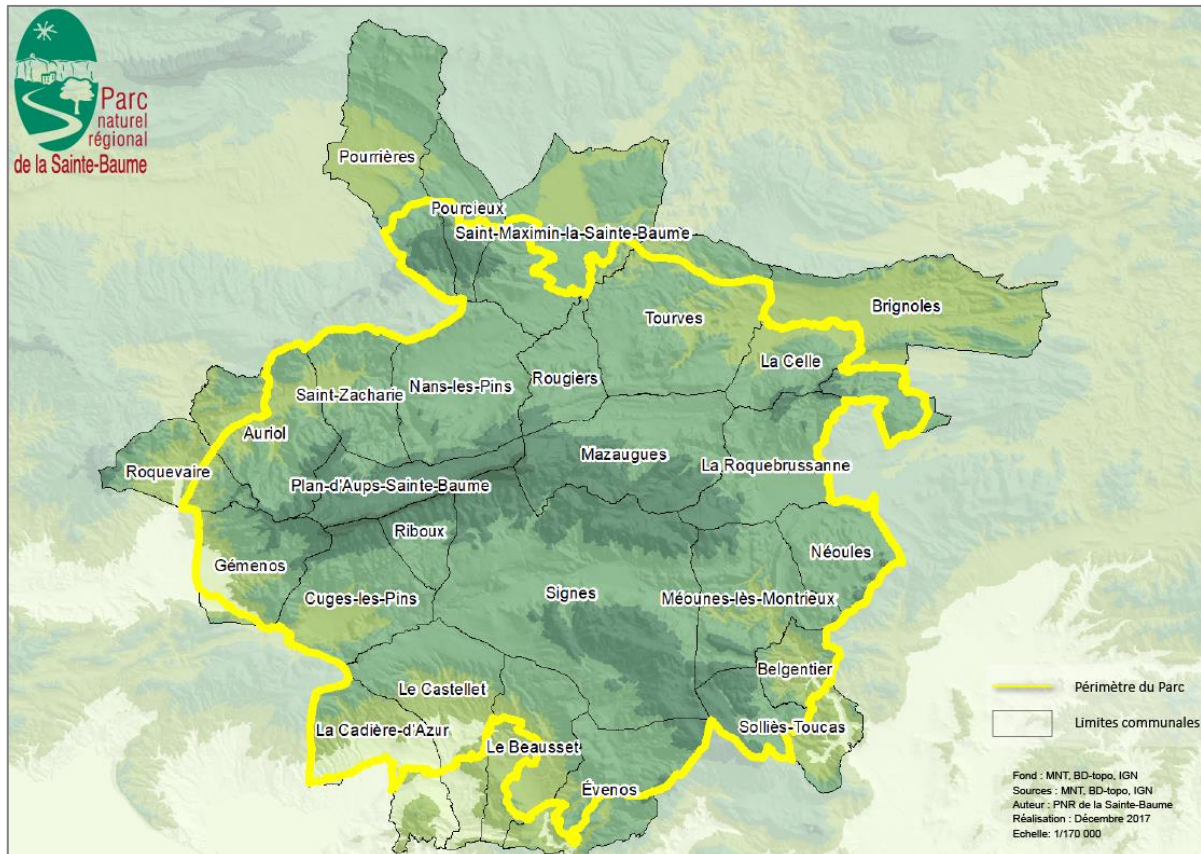 Parc
naturel
régional
de la Sainte-Baume
Pourrières
Pourcieux
Saint-Maximin-la-Sainte-Baume
Brignoles
Tourves
La Celle
Saint-Zacharie
Nans-les-Pins
Rougiers
Auriol
Roquevaire
Mazaugues
La Roquebrussanne
Plan-d'Aups-Sainte-Baume
Riboux
Gémenos
Néoules
Cuges-les-Pins
Signes
Méounes-lès-Montrieux
Belgentier
Le Castellet
La Cadière-d'Azur
Solliès-Toucas
Le Beausset
Évenos
Périmètre du Parc
Limites communales
Fond : MNT, BD-topo, IGN
Sources : MNT, BD-topo, IGN
Auteur : PNR de la Sainte-Baume
Réalisation : Décembre 2017
Echelle: 1/170 000